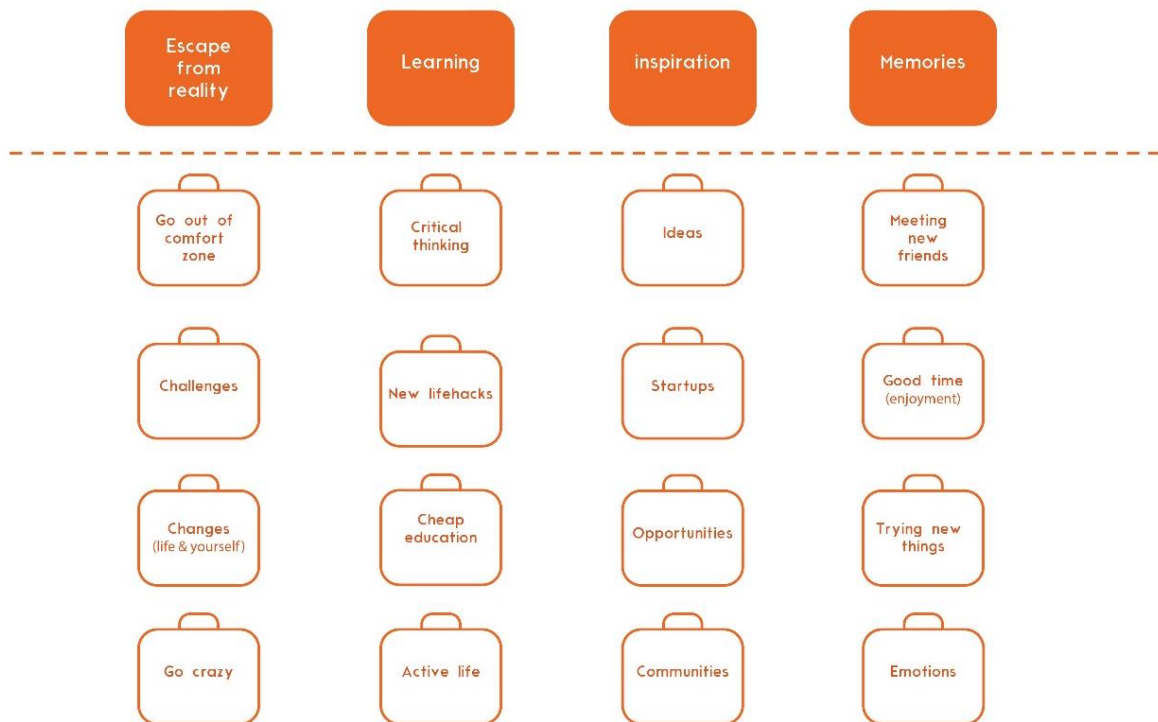 Escape
from
reality
Learning
inspiration
Memories
Go out of
comfort
zone
Critical
thinking
Ideas
Meeting
new
friends
Challenges
New lifehacks
Startups
Good time
(enjoyment)
Changes
(life & yourself)
Cheap
education
Opportunities
Trying new
things
Go crazy
Active life
Communities
Emotions